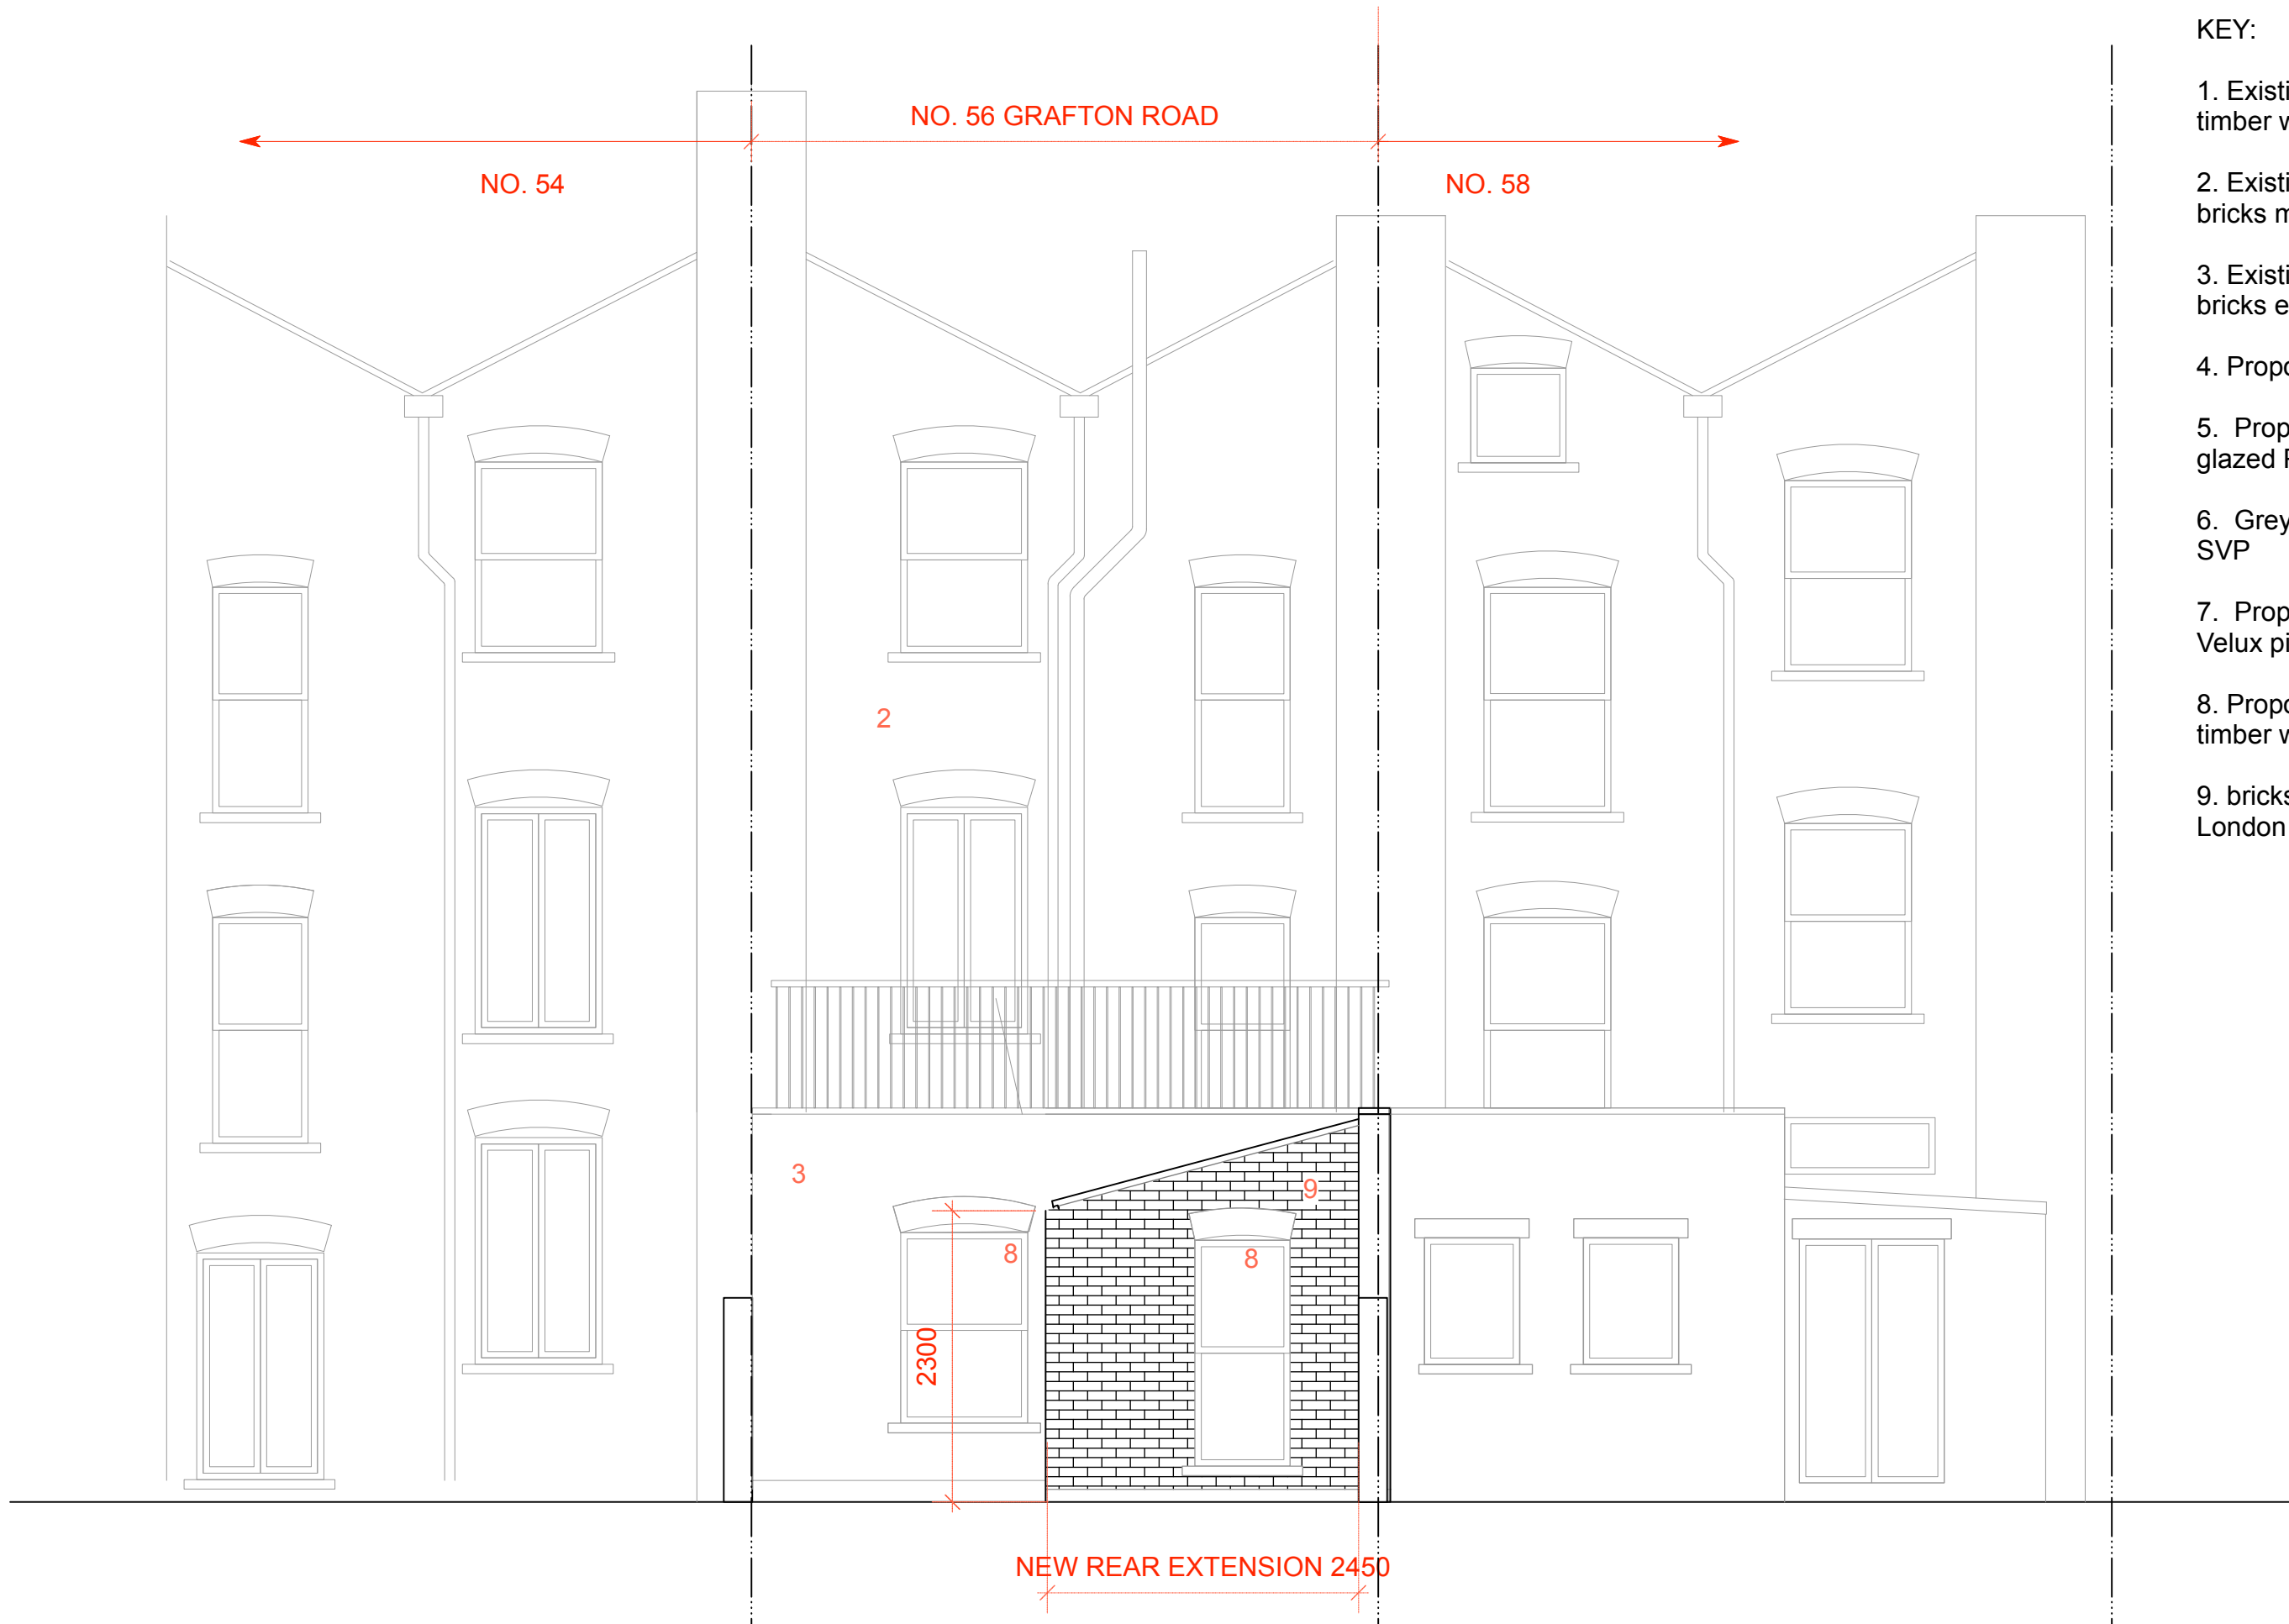 KEY:
NO. 56 GRAFTON ROAD
NO. 54
NO. 58
1. Existi
timber w
2. Existi
bricks m
3. Existi
bricks e
4. Propo
5.  Prop
glazed
6.  Grey
SVP
7.  Prop
Velux pi
8. Propo
timber w
9. bricks
London
2
3
9
8
8
2300
NEW REAR EXTENSION 2450